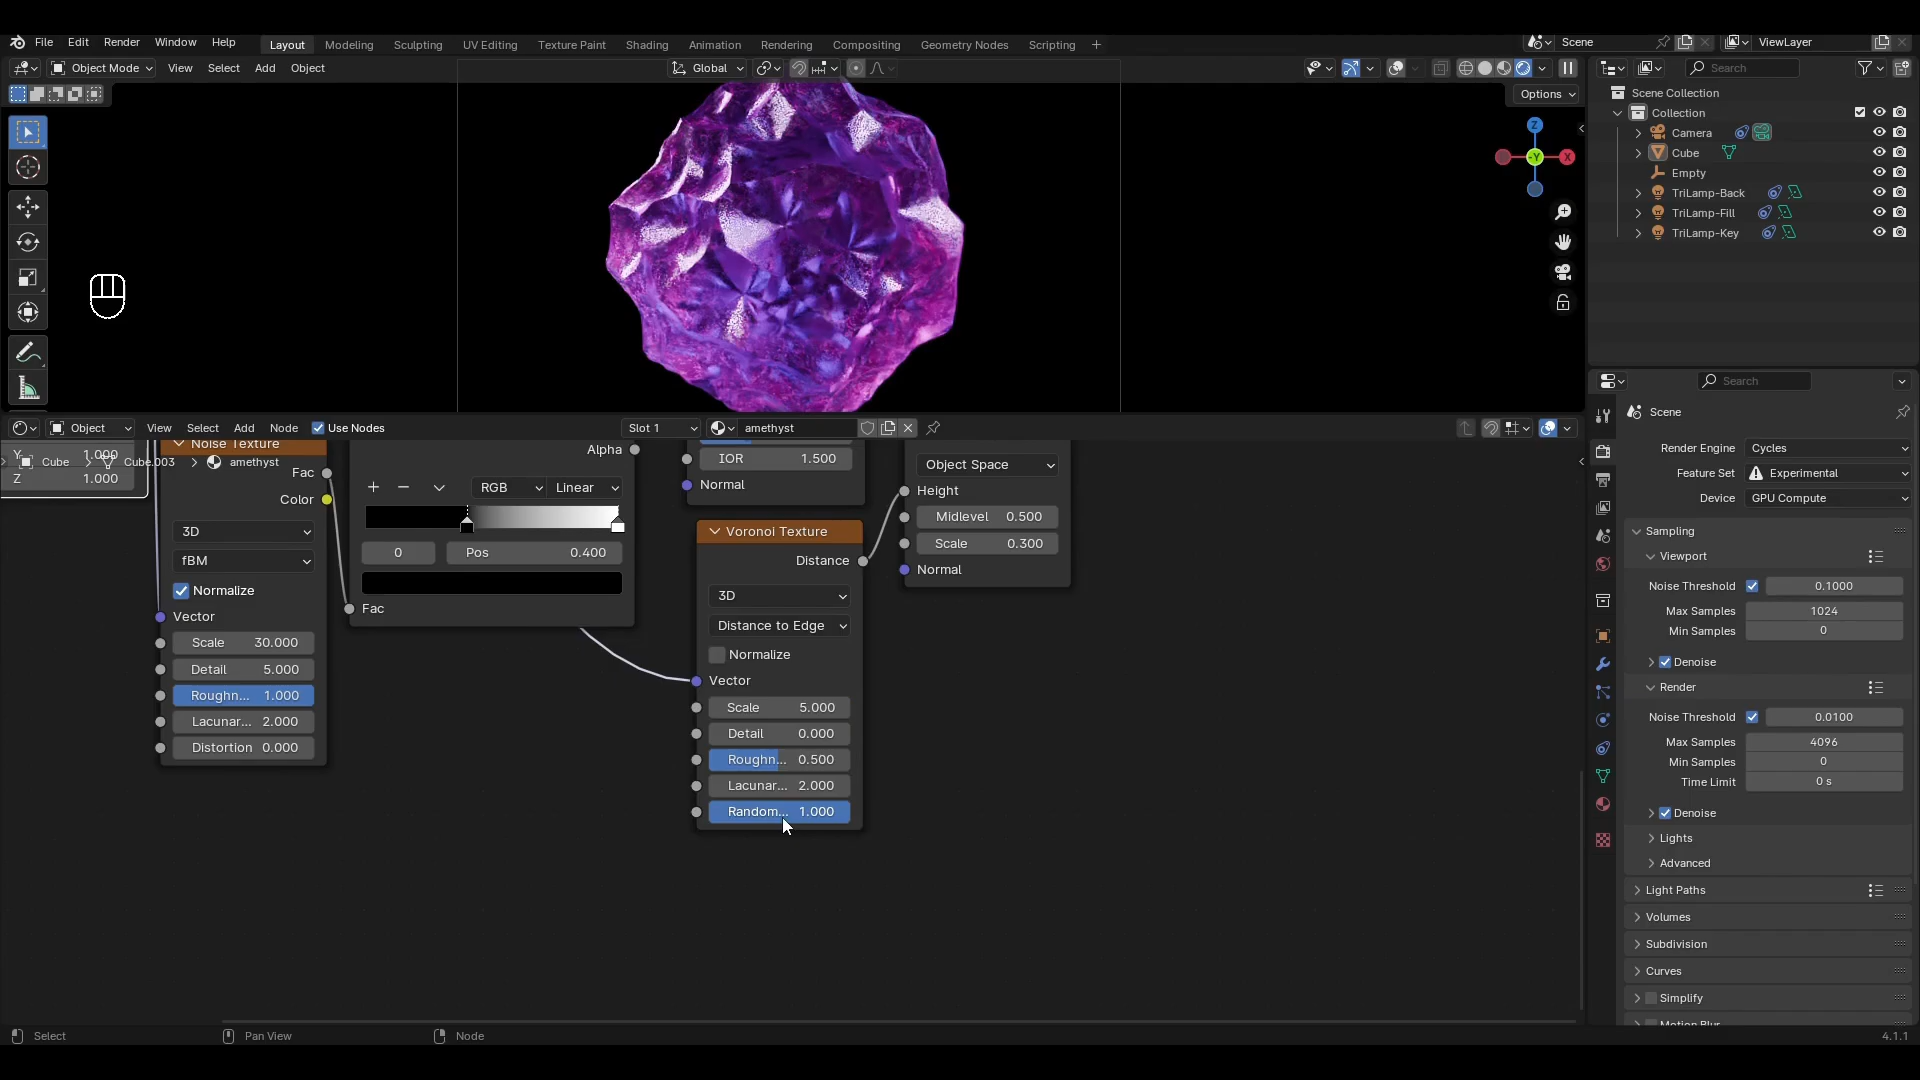 File Edit Render Window Help Layout Modeling Sculpting UV Editing Texture Paint Shading Animation Rendering Compositing Geometry Nodes Scripting + Scene ViewLayer
Object Mode View Select Add Object Global Search
Options
Z
X
-Y
Scene Collection
Collection
Camera
Cube
Empty
TriLamp-Back
TriLamp-Fill
TriLamp-Key
Object View Select Add Node Use Nodes Slot 1 amethyst
Y 1.000
Z 1.000
Cube Cube.003 amethyst
Noise Texture
Fac
Color
3D
fBM
Normalize
Vector
Scale 30.000
Detail 5.000
Roughn... 1.000
Lacunar... 2.000
Distortion 0.000
Alpha
RGB Linear
0 Pos 0.400
Fac
IOR 1.500
Normal
Voronoi Texture
Distance
3D
Distance to Edge
Normalize
Vector
Scale 5.000
Detail 0.000
Roughn... 0.500
Lacunar... 2.000
Random... 1.000
Object Space
Height
Midlevel 0.500
Scale 0.300
Normal
Search
Scene
Render Engine Cycles
Feature Set Experimental
Device GPU Compute
Sampling
Viewport
Noise Threshold 0.1000
Max Samples 1024
Min Samples 0
Denoise
Render
Noise Threshold 0.0100
Max Samples 4096
Min Samples 0
Time Limit 0 s
Denoise
Lights
Advanced
Light Paths
Volumes
Subdivision
Curves
Simplify
Motion Blur
Select Pan View Node 4.1.1